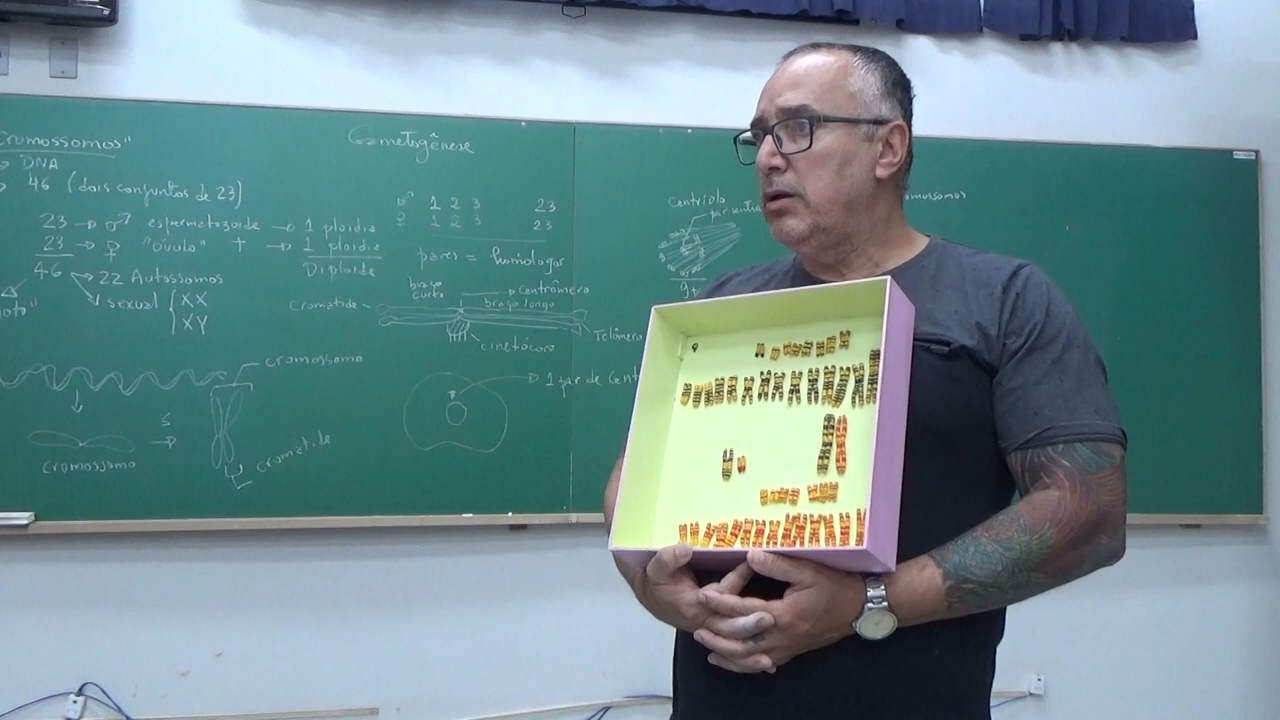 Cromossomos"
DNA
46 (dois conjuntos de 23)
23 → ♂ espermatozoide → 1 ploidia
23 → ♀ "óvulo" + → 1 ploidia
46 Diploide
22 Autossomos
sexual { XX
XY
Cromossomo
S
Cromossomo
Cromatide
Gametogênese
♂ 1 2 3 23
♀ 1 2 3 23
pares = homólogos
braço curto
Centrômero
braço longo
Cromatide
Telômero
cinetócoro
1 par de Cent
Centríolo